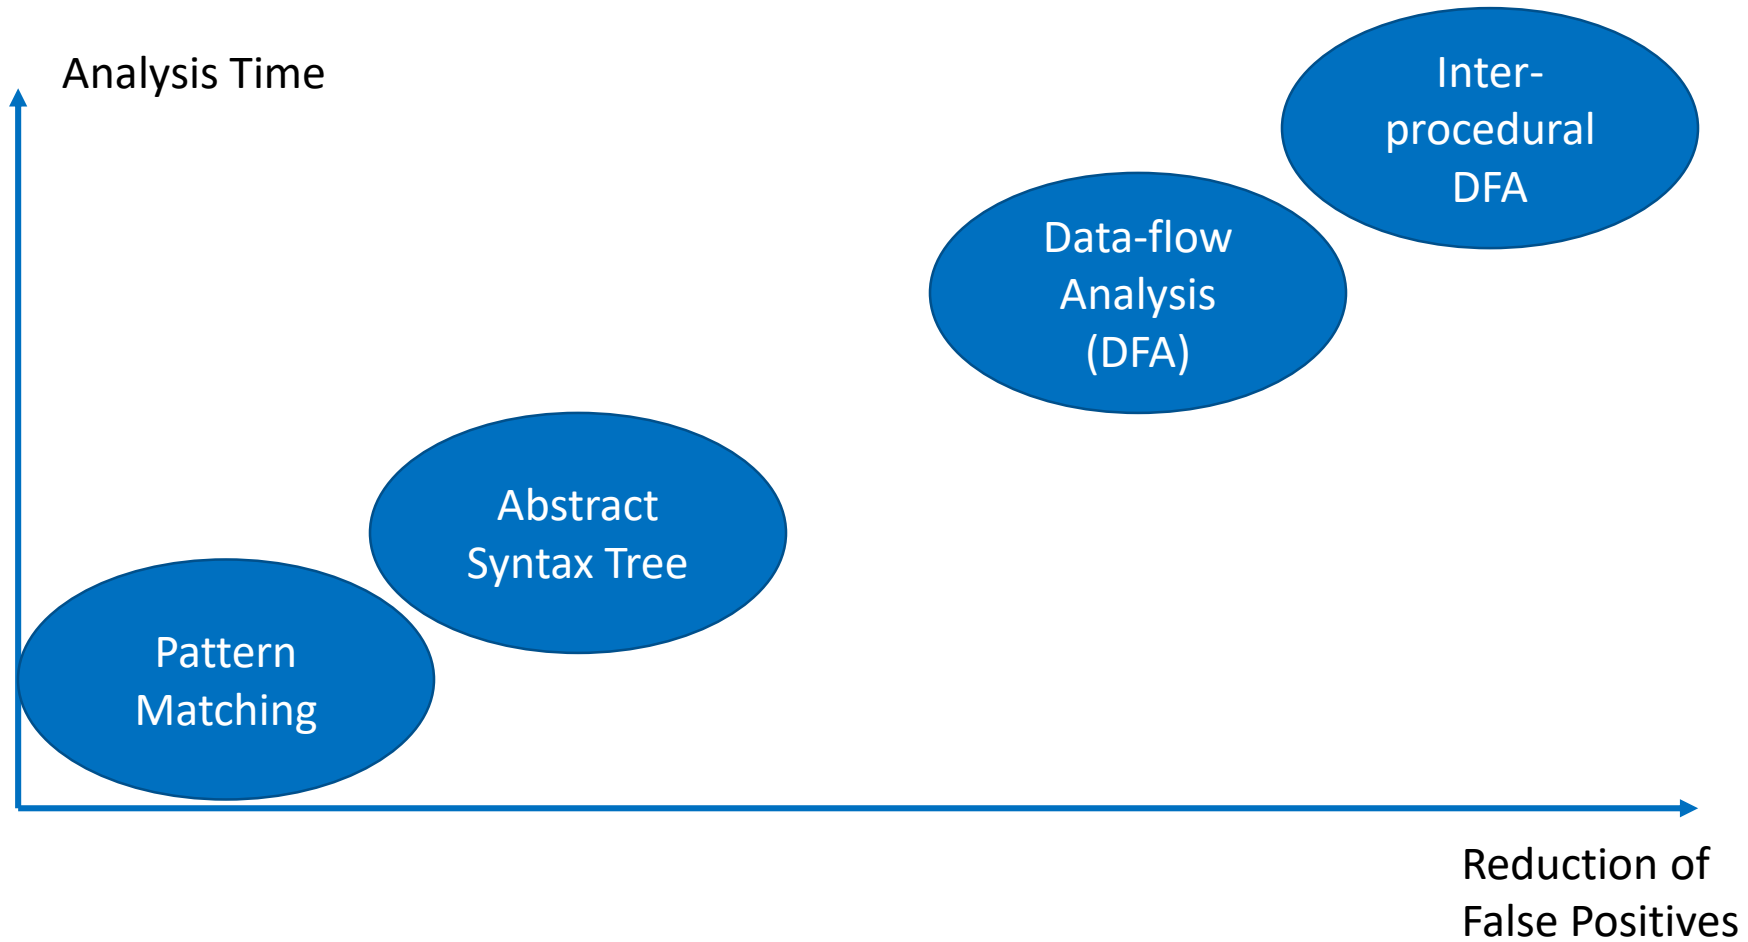 Analysis Time
Inter-
procedural
DFA
Data-flow
Analysis
(DFA)
Abstract
Syntax Tree
Pattern
Matching
Reduction of
False Positives